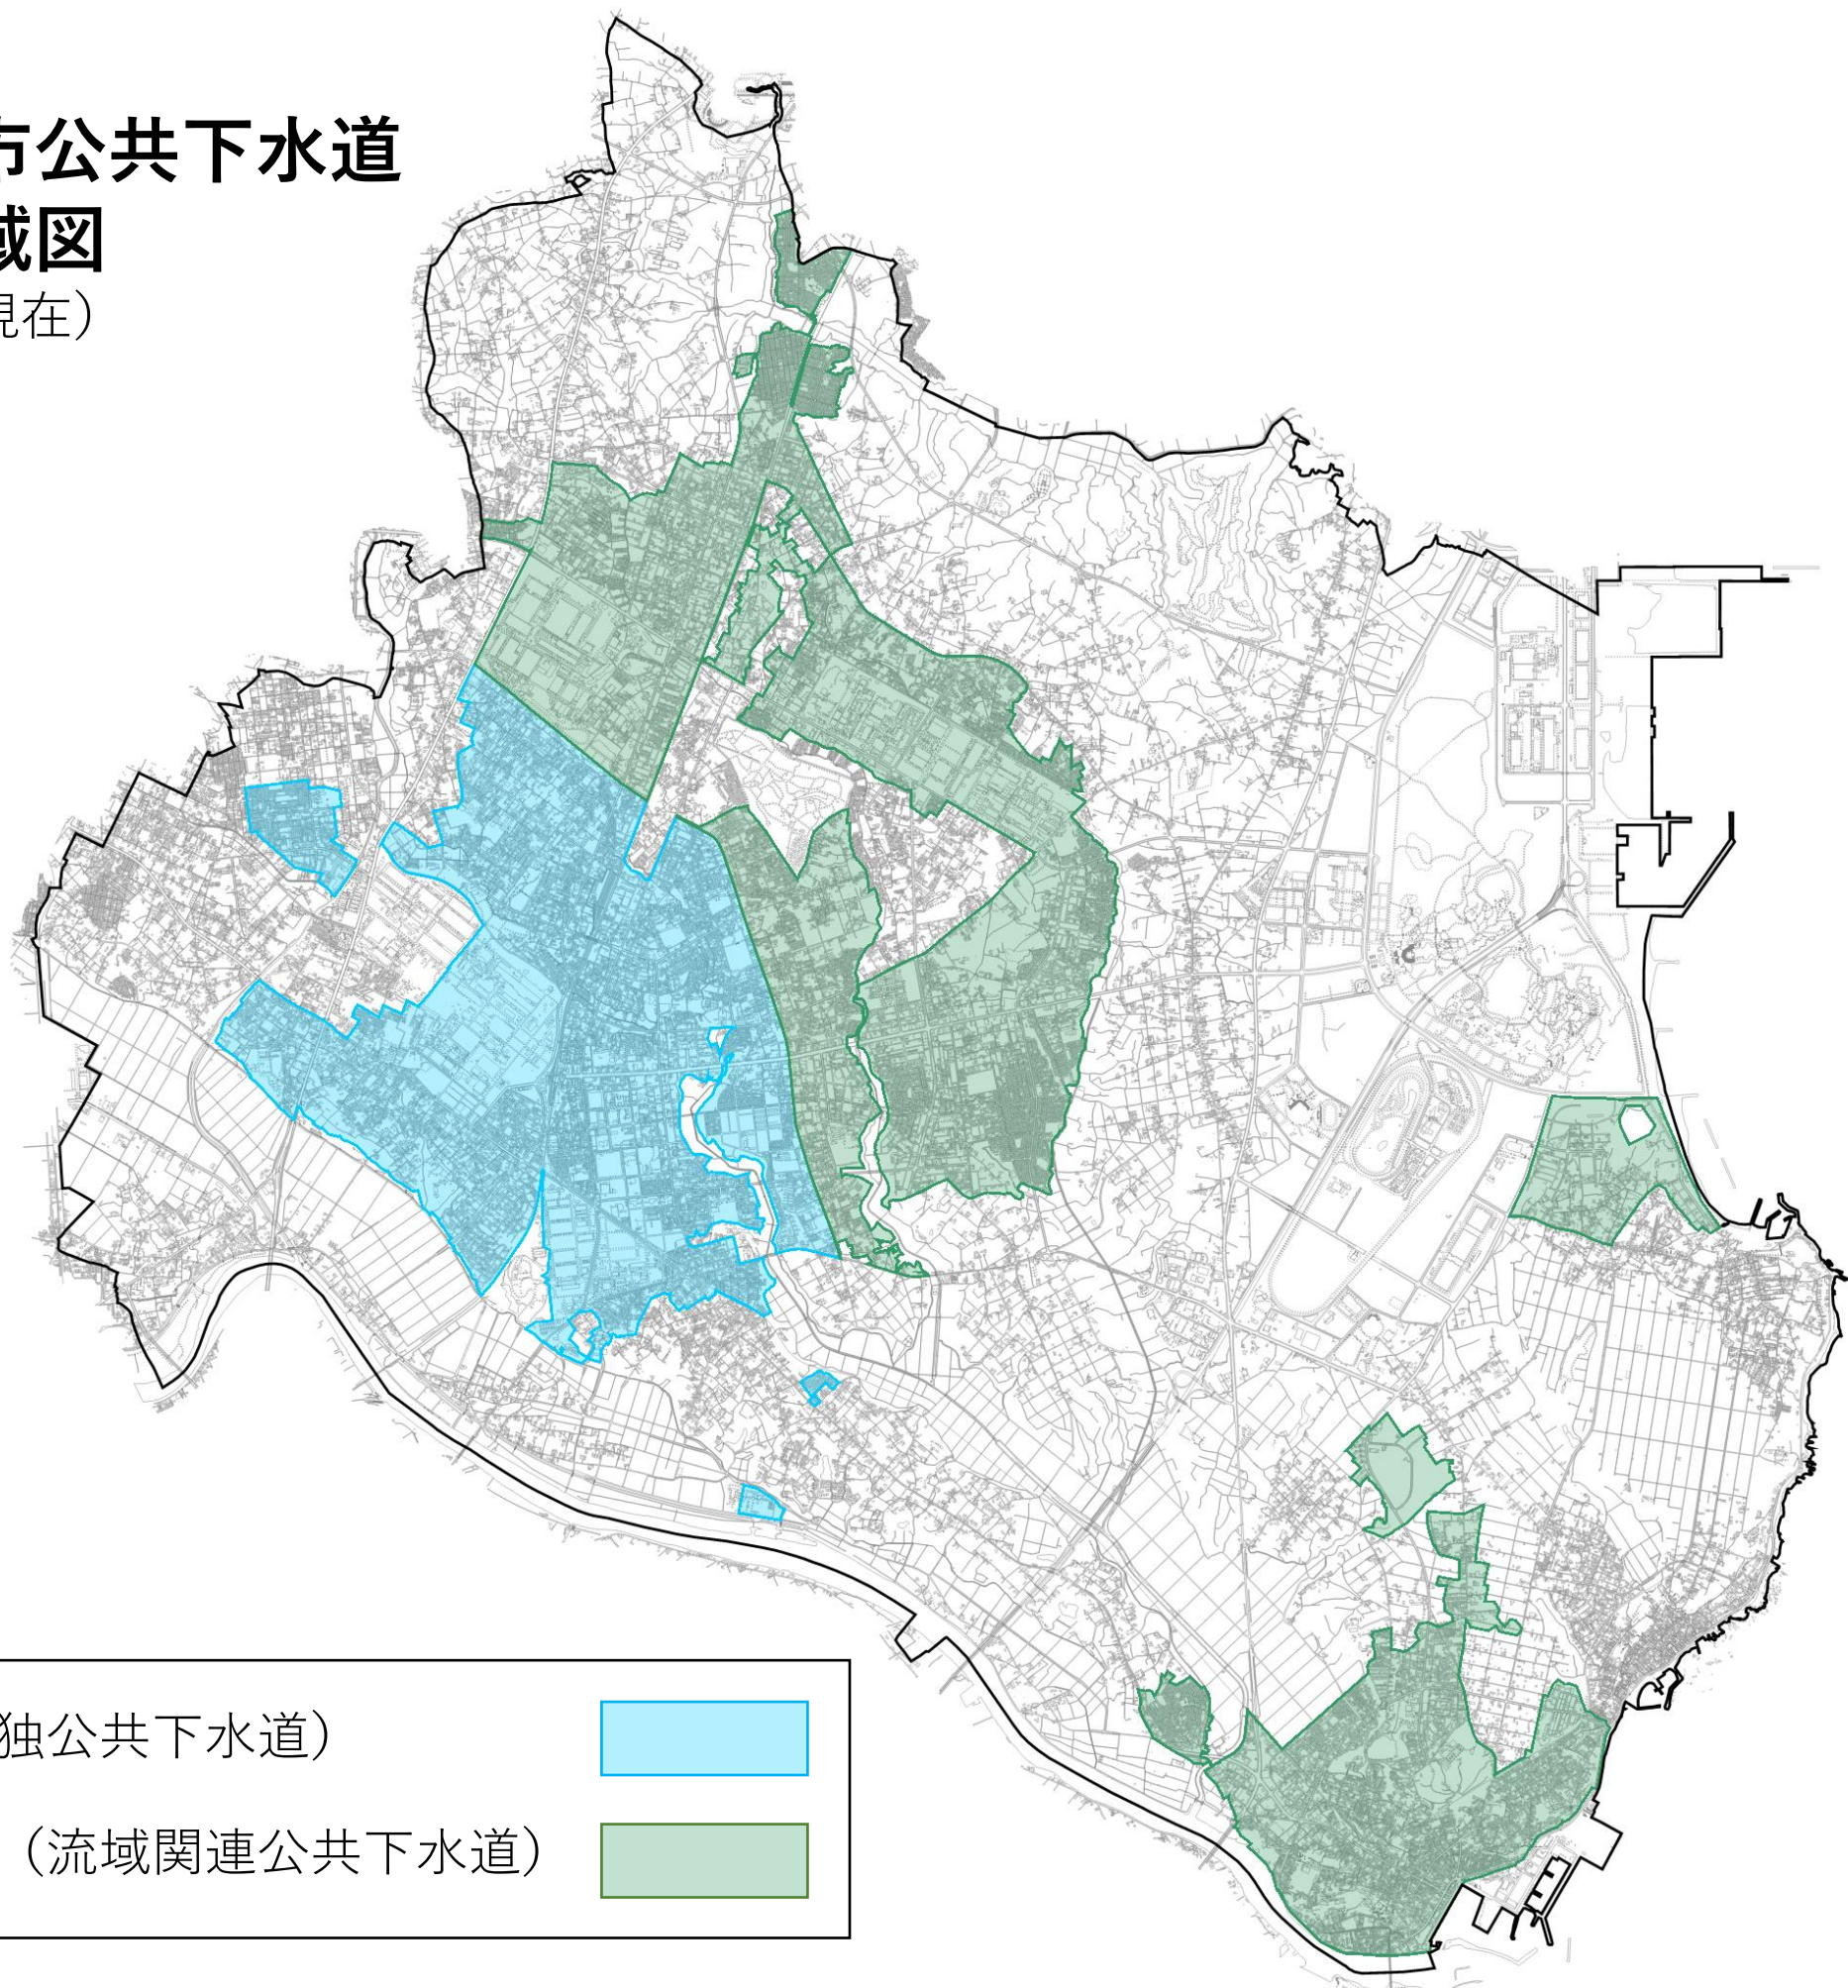 市公共下水道
域図
現在）
独公共下水道）
（流域関連公共下水道）